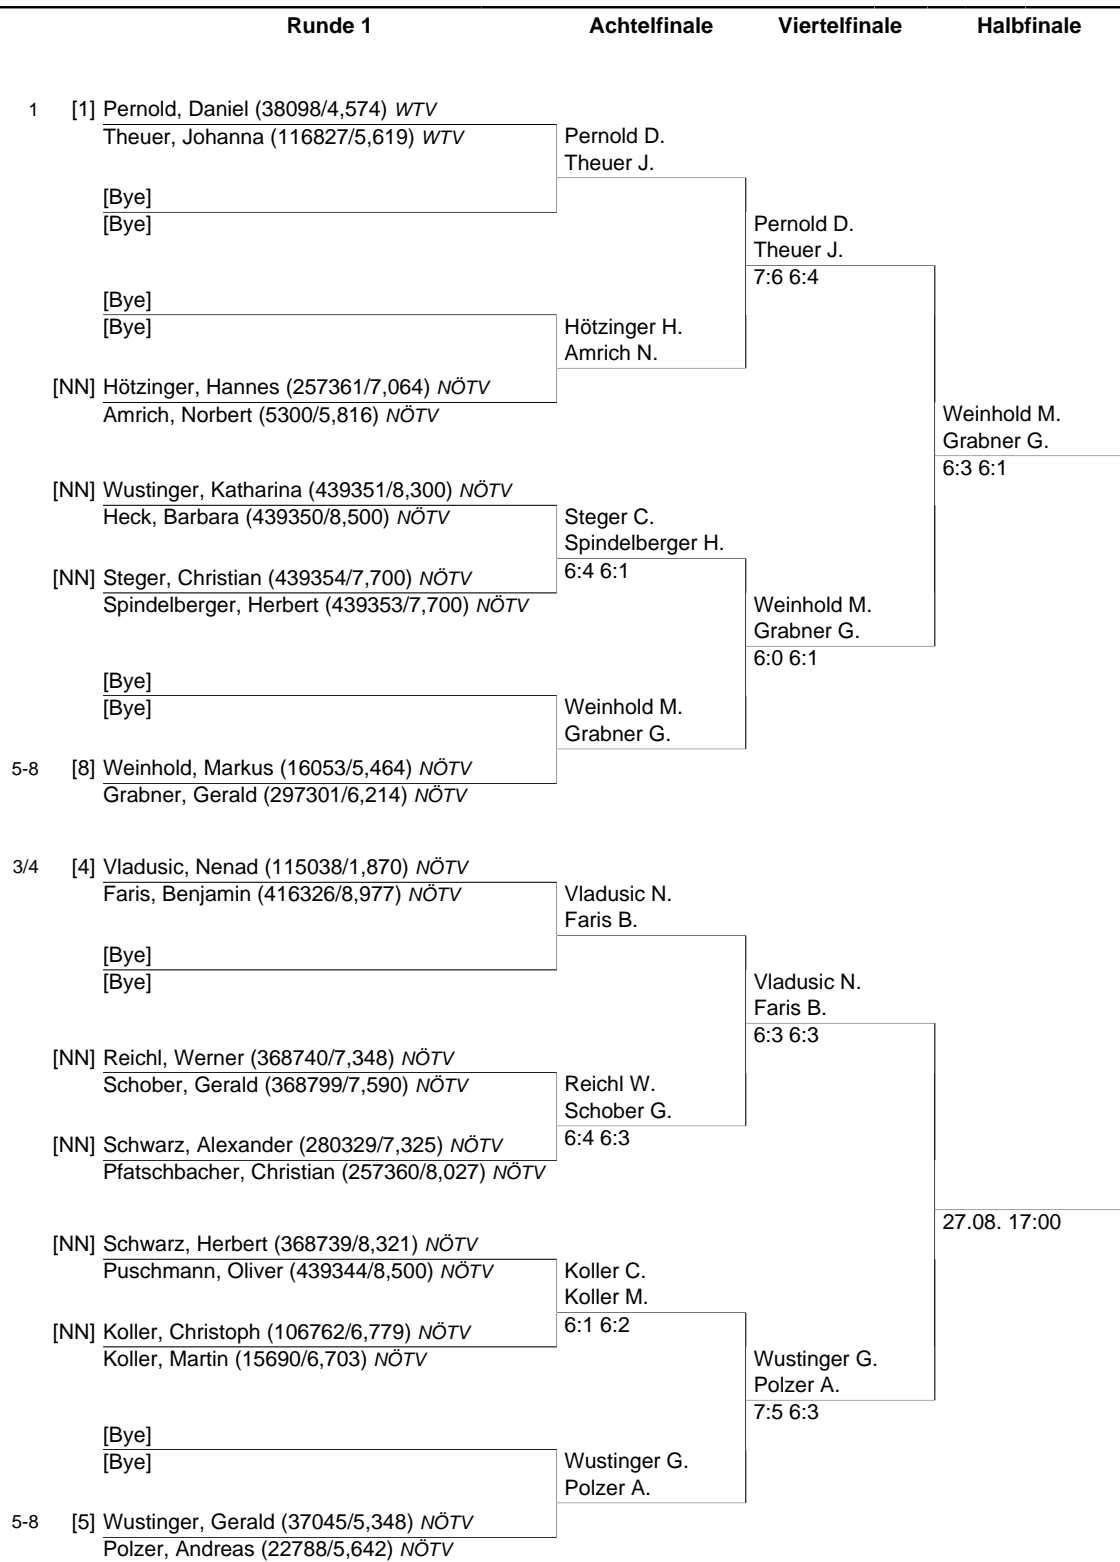 Runde 1 Achtelfinale Viertelfinale Halbfinale
1 [1] Pernold, Daniel (38098/4,574) WTV
Theuer, Johanna (116827/5,619) WTV
Pernold D.
Theuer J.
[Bye]
[Bye]
Pernold D.
Theuer J.
7:6 6:4
[Bye]
[Bye]
Hötzinger H.
Amrich N.
[NN] Hötzinger, Hannes (257361/7,064) NÖTV
Amrich, Norbert (5300/5,816) NÖTV
Weinhold M.
Grabner G.
6:3 6:1
[NN] Wustinger, Katharina (439351/8,300) NÖTV
Heck, Barbara (439350/8,500) NÖTV
Steger C.
Spindelberger H.
6:4 6:1
[NN] Steger, Christian (439354/7,700) NÖTV
Spindelberger, Herbert (439353/7,700) NÖTV
Weinhold M.
Grabner G.
6:0 6:1
[Bye]
[Bye]
Weinhold M.
Grabner G.
5-8 [8] Weinhold, Markus (16053/5,464) NÖTV
Grabner, Gerald (297301/6,214) NÖTV
3/4 [4] Vladusic, Nenad (115038/1,870) NÖTV
Faris, Benjamin (416326/8,977) NÖTV
Vladusic N.
Faris B.
[Bye]
[Bye]
Vladusic N.
Faris B.
6:3 6:3
[NN] Reichl, Werner (368740/7,348) NÖTV
Schober, Gerald (368799/7,590) NÖTV
Reichl W.
Schober G.
6:4 6:3
[NN] Schwarz, Alexander (280329/7,325) NÖTV
Pfatschbacher, Christian (257360/8,027) NÖTV
27.08. 17:00
[NN] Schwarz, Herbert (368739/8,321) NÖTV
Puschmann, Oliver (439344/8,500) NÖTV
Koller C.
Koller M.
6:1 6:2
[NN] Koller, Christoph (106762/6,779) NÖTV
Koller, Martin (15690/6,703) NÖTV
Wustinger G.
Polzer A.
7:5 6:3
[Bye]
[Bye]
Wustinger G.
Polzer A.
5-8 [5] Wustinger, Gerald (37045/5,348) NÖTV
Polzer, Andreas (22788/5,642) NÖTV